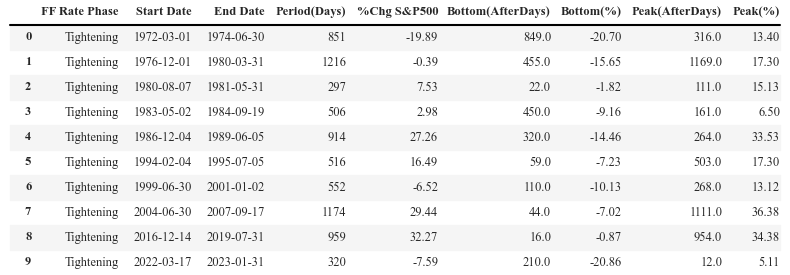 FF Rate Phase Start Date End Date Period(Days) %Chg S&P500 Bottom(AfterDays) Bottom(%) Peak(AfterDays) Peak(%)
0 Tightening 1972-03-01 1974-06-30 851 -19.89 849.0 -20.70 316.0 13.40
1 Tightening 1976-12-01 1980-03-31 1216 -0.39 455.0 -15.65 1169.0 17.30
2 Tightening 1980-08-07 1981-05-31 297 7.53 22.0 -1.82 111.0 15.13
3 Tightening 1983-05-02 1984-09-19 506 2.98 450.0 -9.16 161.0 6.50
4 Tightening 1986-12-04 1989-06-05 914 27.26 320.0 -14.46 264.0 33.53
5 Tightening 1994-02-04 1995-07-05 516 16.49 59.0 -7.23 503.0 17.30
6 Tightening 1999-06-30 2001-01-02 552 -6.52 110.0 -10.13 268.0 13.12
7 Tightening 2004-06-30 2007-09-17 1174 29.44 44.0 -7.02 1111.0 36.38
8 Tightening 2016-12-14 2019-07-31 959 32.27 16.0 -0.87 954.0 34.38
9 Tightening 2022-03-17 2023-01-31 320 -7.59 210.0 -20.86 12.0 5.11